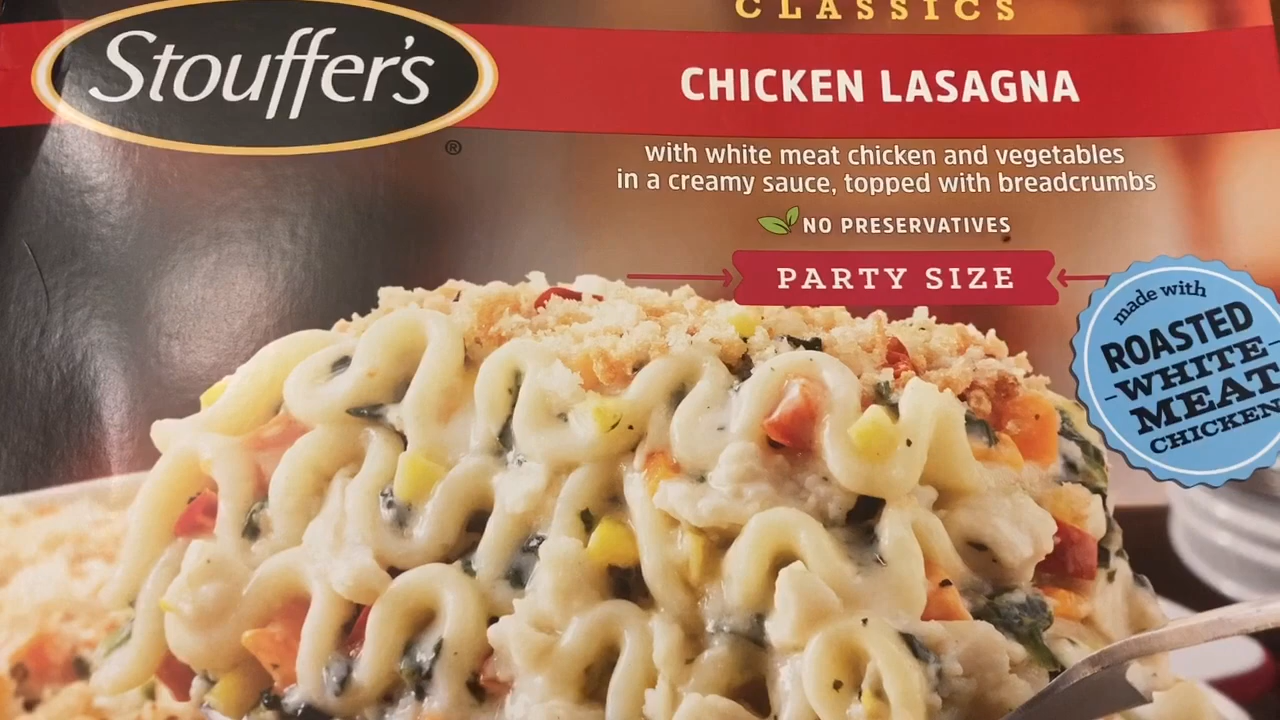 CLASSICS
Stouffer's
®
CHICKEN LASAGNA
with white meat chicken and vegetables
in a creamy sauce, topped with breadcrumbs
NO PRESERVATIVES
PARTY SIZE
made with
ROASTED
WHITE
MEAT
CHICKEN